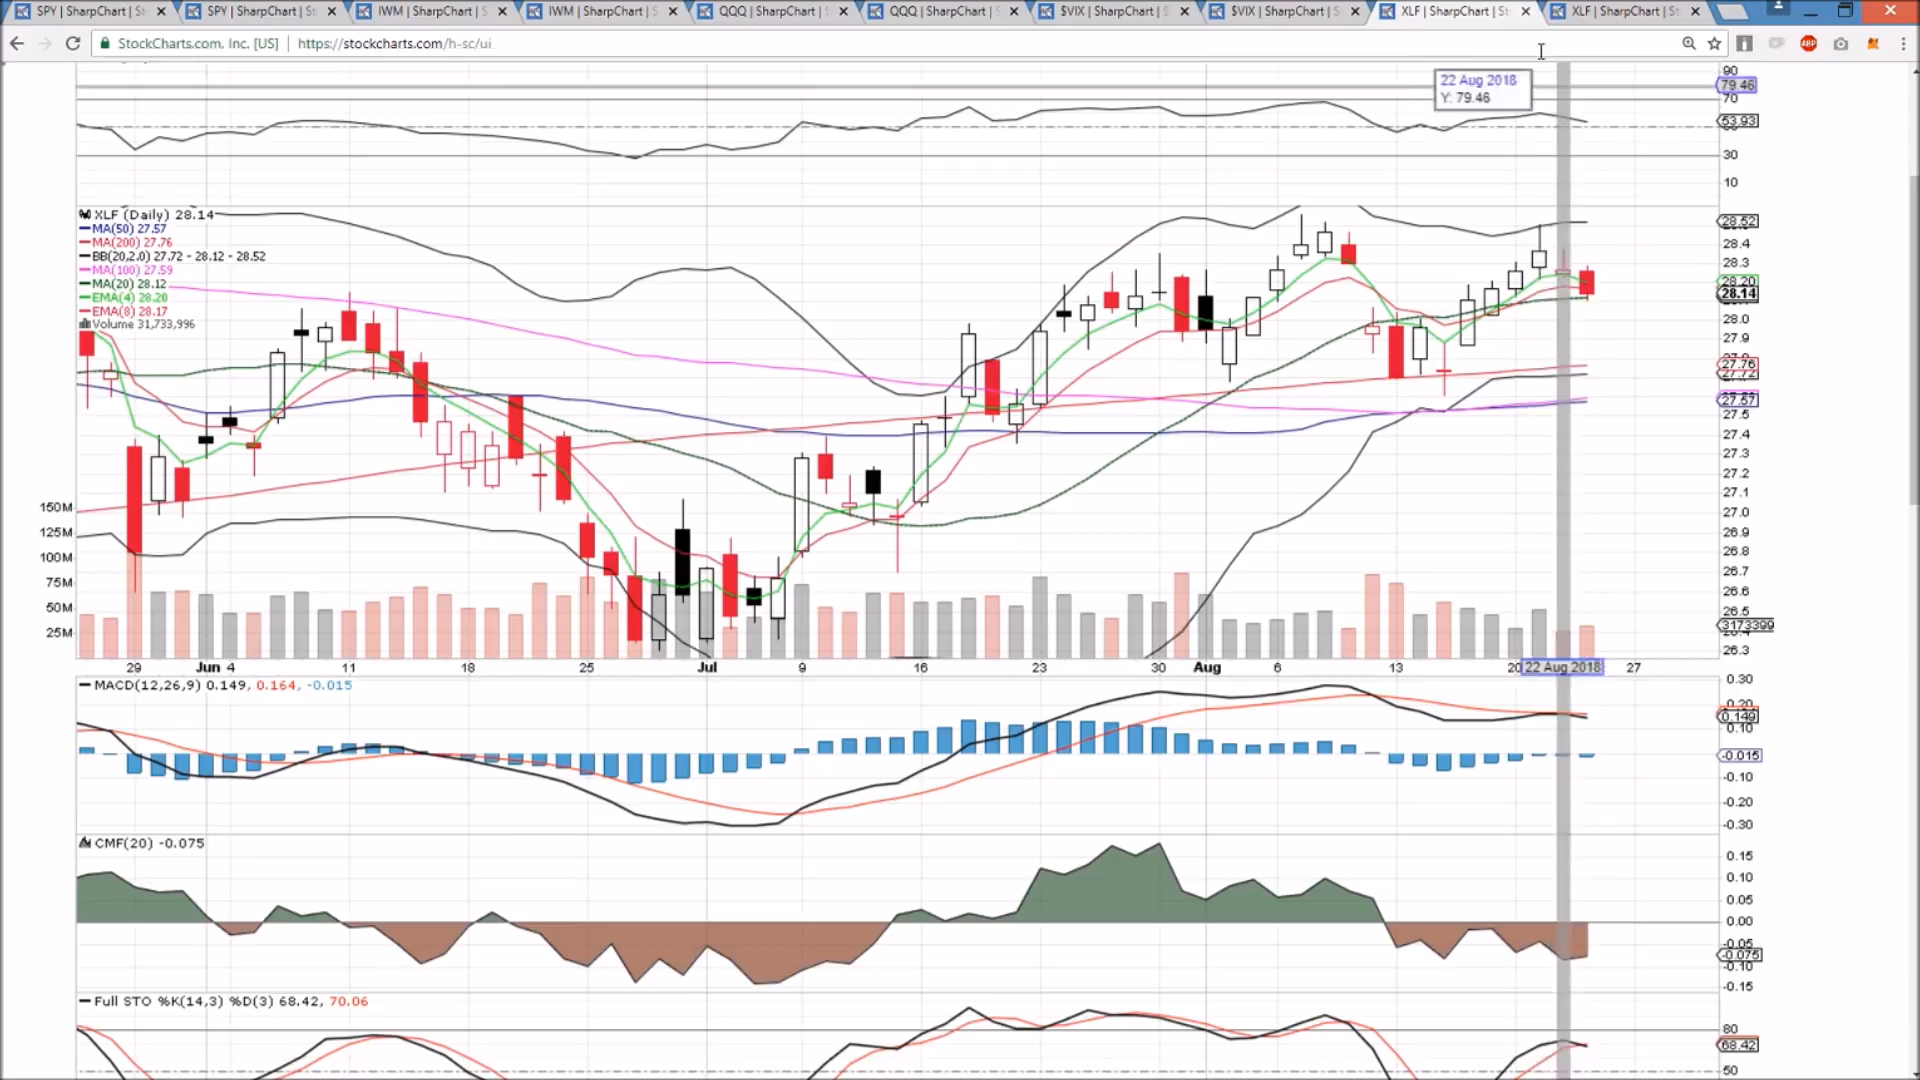 SPY | SharpChart | St
SPY | SharpChart | St
IWM | SharpChart | S
IWM | SharpChart | S
QQQ | SharpChart | S
QQQ | SharpChart | S
$VIX | SharpChart | S
$VIX | SharpChart | S
XLF | SharpChart | St
XLF | SharpChart | St
StockCharts.com, Inc. [US] | https://stockcharts.com/h-sc/ui
ABP
22 Aug 2018
Y: 79.46
90
79.46
70
53.93
30
10
XLF (Daily) 28.14
MA(50) 27.57
MA(200) 27.76
BB(20,2.0) 27.72 - 28.12 - 28.52
MA(100) 27.59
MA(20) 28.12
EMA(4) 28.20
EMA(8) 28.17
Volume 31,733,996
28.52
28.4
28.3
28.20
28.14
28.0
27.9
27.76
27.72
27.57
27.5
27.4
27.3
27.2
27.1
27.0
26.9
26.8
26.7
26.6
26.5
3173399
26.3
150M
125M
100M
75M
50M
25M
29 Jun 4 11 18 25 Jul 9 16 23 30 Aug 6 13 20 22 Aug 2018 27
MACD(12,26,9) 0.149, 0.164, -0.015
0.30
0.20
0.149
0.10
-0.015
-0.10
-0.20
-0.30
CMF(20) -0.075
0.15
0.10
0.05
0.00
-0.05
-0.075
-0.10
-0.15
Full STO %K(14,3) %D(3) 68.42, 70.06
80
68.42
50